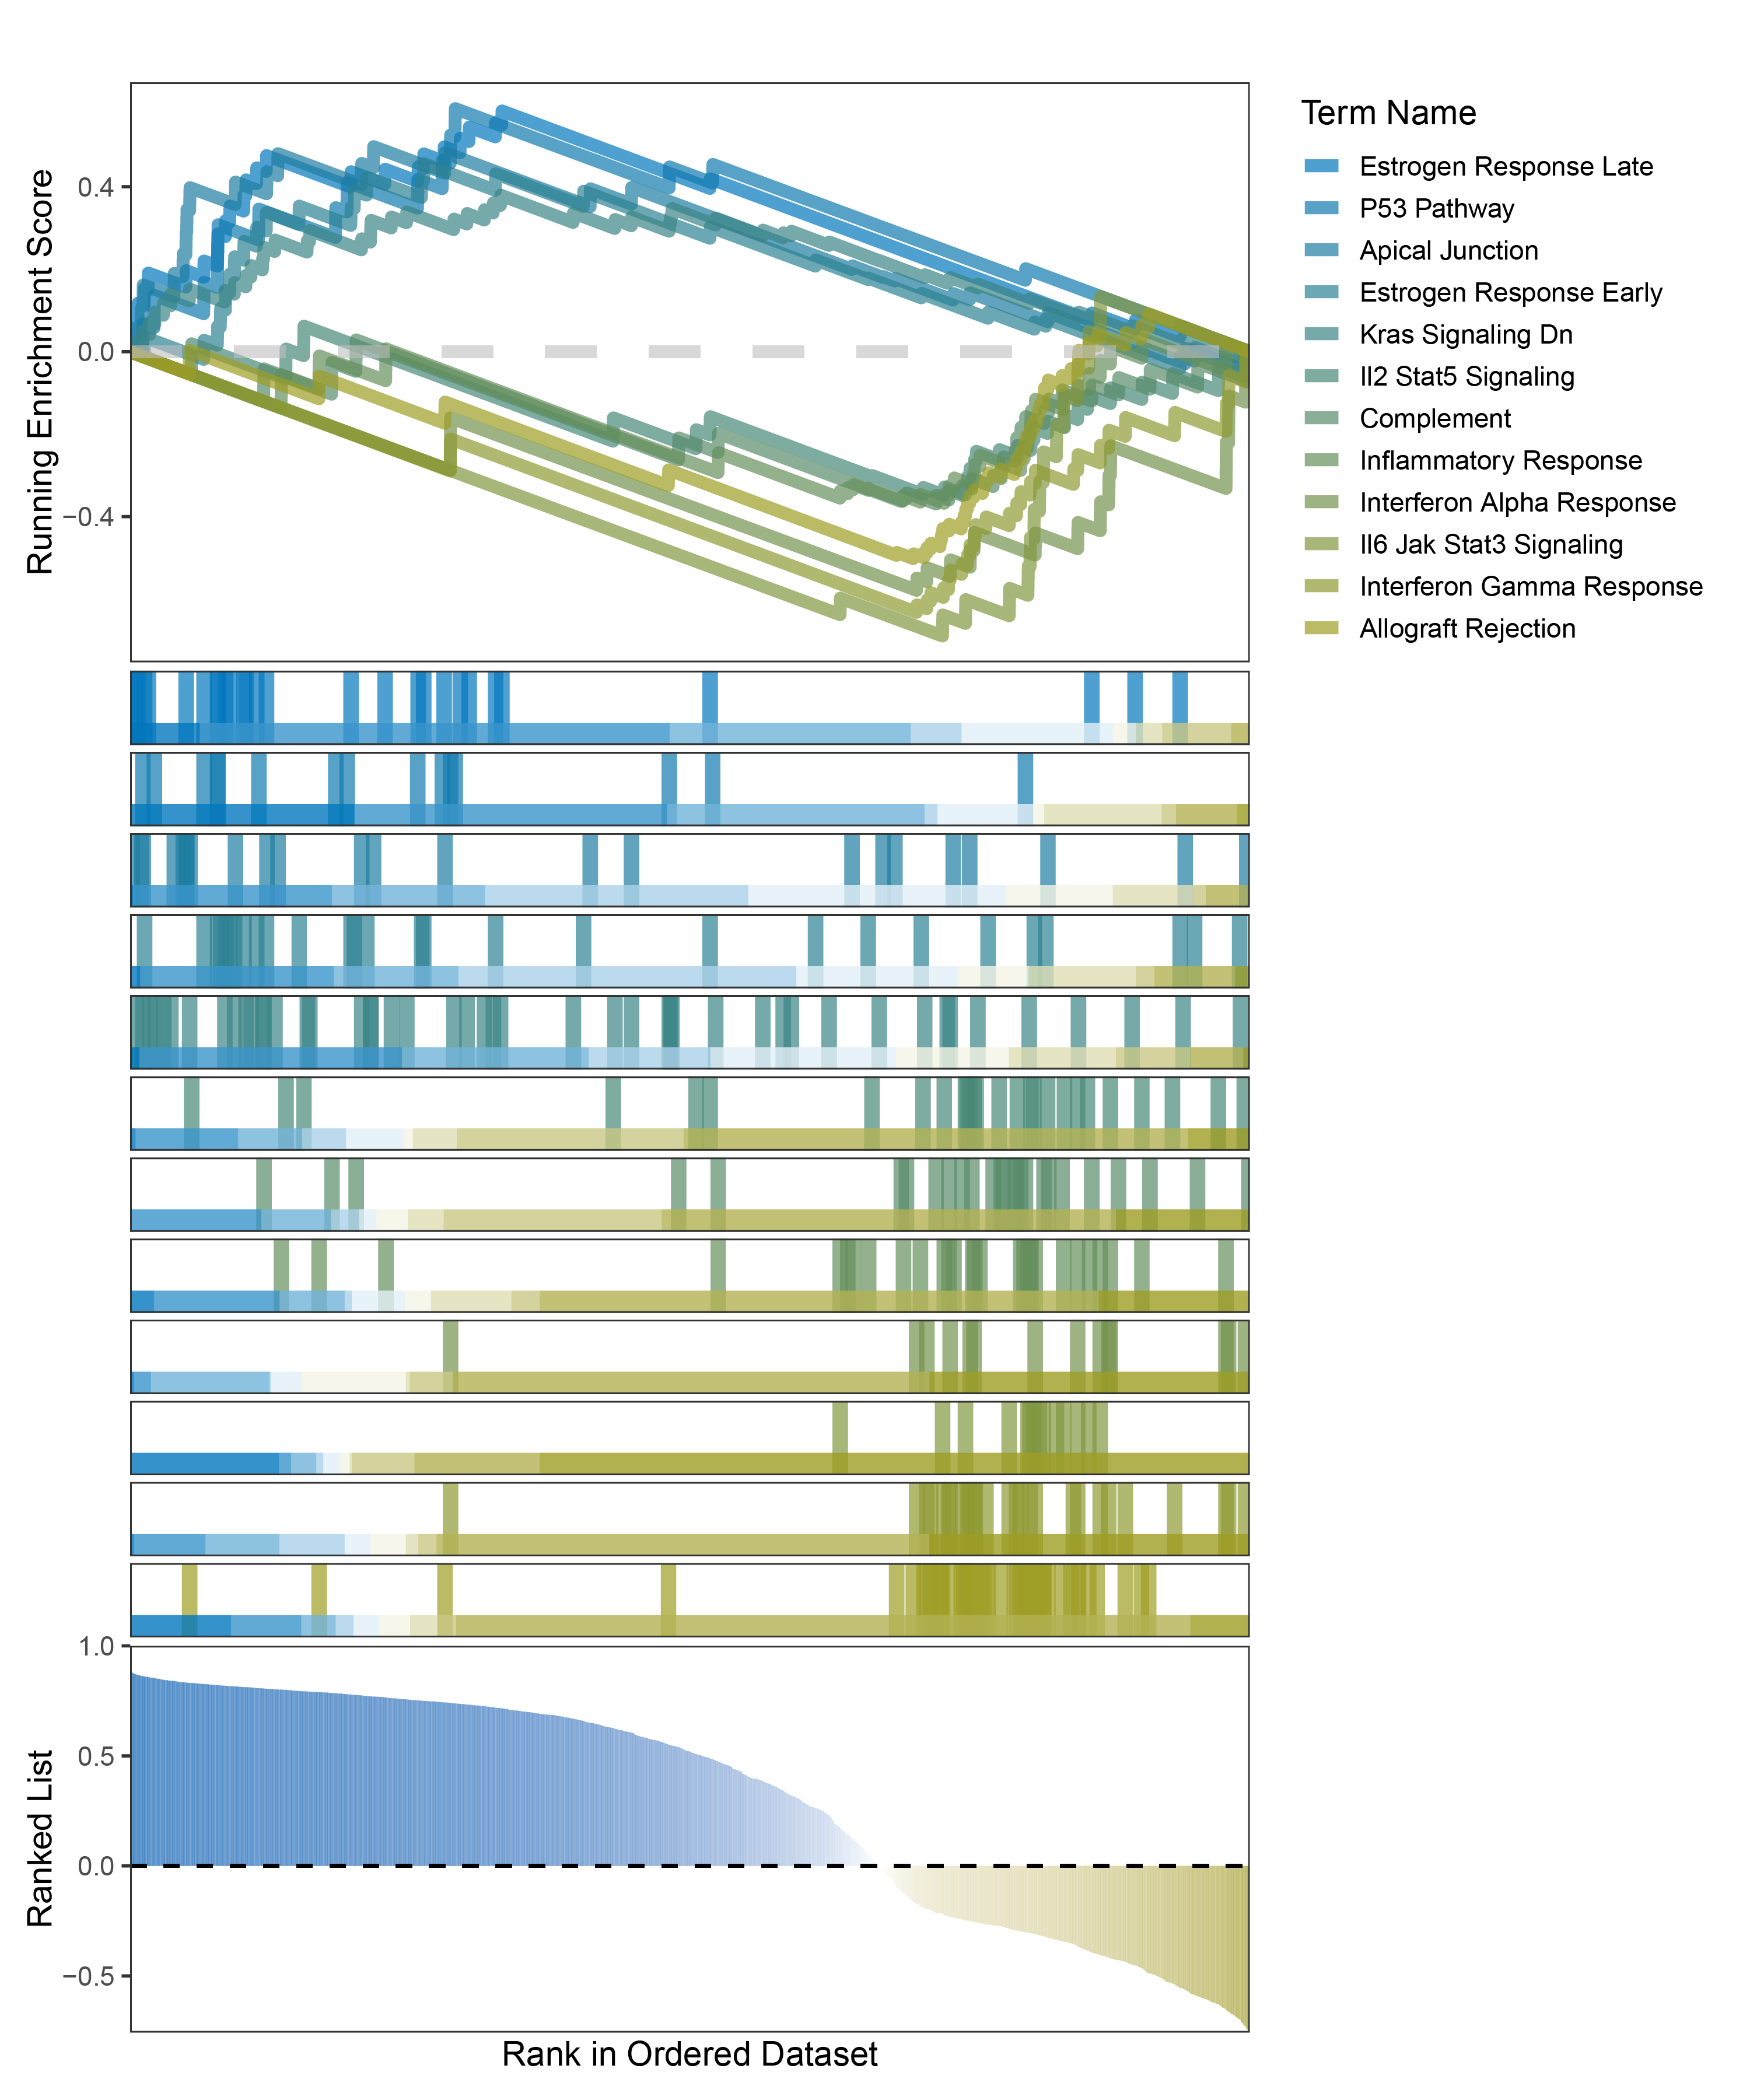 Running Enrichment Score
0.4
0.0
−0.4
Term Name
Estrogen Response Late
P53 Pathway
Apical Junction
Estrogen Response Early
Kras Signaling Dn
Il2 Stat5 Signaling
Complement
Inflammatory Response
Interferon Alpha Response
Il6 Jak Stat3 Signaling
Interferon Gamma Response
Allograft Rejection
Ranked List
1.0
0.5
0.0
−0.5
Rank in Ordered Dataset